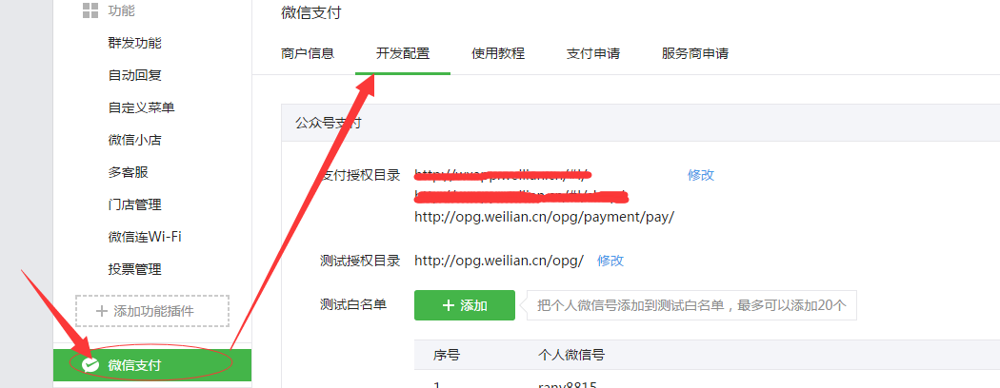 功能
群发功能
自动回复
自定义菜单
微信小店
多客服
门店管理
微信连Wi-Fi
投票管理
添加功能插件
微信支付
微信支付
商户信息 开发配置 使用教程 支付申请 服务商申请
公众号支付
支付授权目录 修改
http://opg.weilian.cn/opg/payment/pay/
测试授权目录 http://opg.weilian.cn/opg/ 修改
测试白名单 添加 把个人微信号添加到测试白名单，最多可以添加20个
序号 个人微信号
1 rany8815